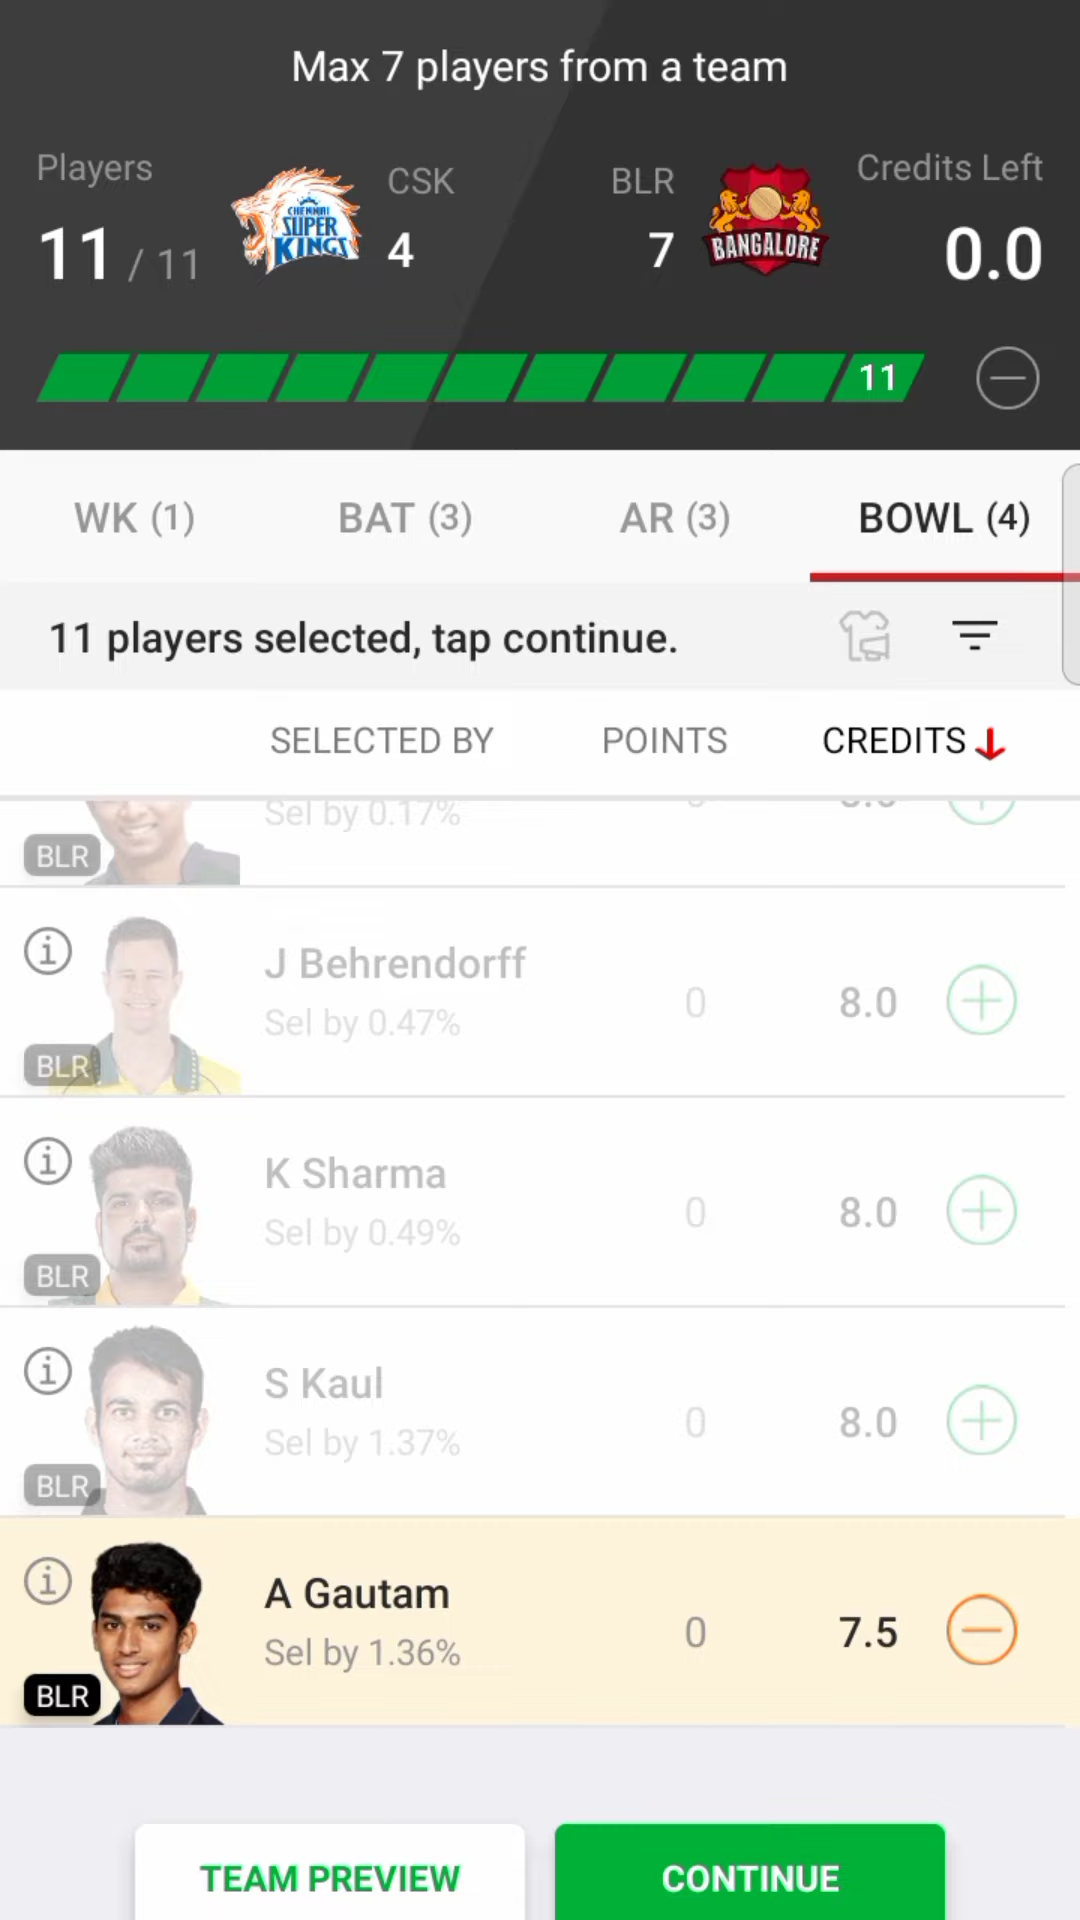 Max 7 players from a team
Players
CSK
BLR
Credits Left
11 / 11
CHENNAI
SUPER
KINGS
4
7
BANGALORE
0.0
11
WK (1)
BAT (3)
AR (3)
BOWL (4)
11 players selected, tap continue.
SELECTED BY
POINTS
CREDITS
Sel by 0.17%
BLR
J Behrendorff
Sel by 0.47%
0
8.0
BLR
K Sharma
Sel by 0.49%
0
8.0
BLR
S Kaul
Sel by 1.37%
0
8.0
BLR
A Gautam
Sel by 1.36%
0
7.5
BLR
TEAM PREVIEW
CONTINUE